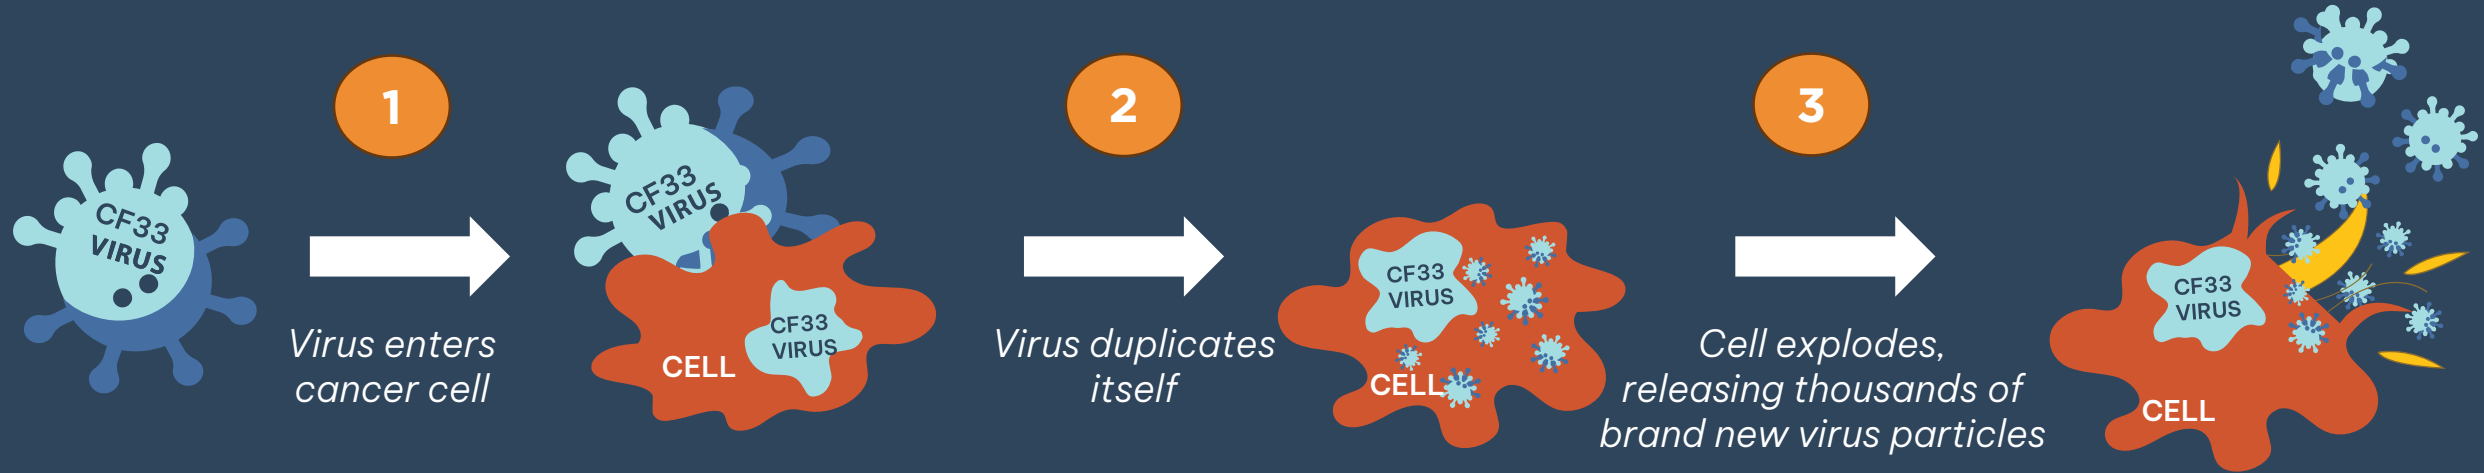 CF33
VIRUS
1
Virus enters
cancer cell
CF33
VIRUS
CF33
VIRUS
CELL
2
Virus duplicates
itself
CF33
VIRUS
CELL
3
Cell explodes,
releasing thousands of
brand new virus particles
CF33
VIRUS
CELL